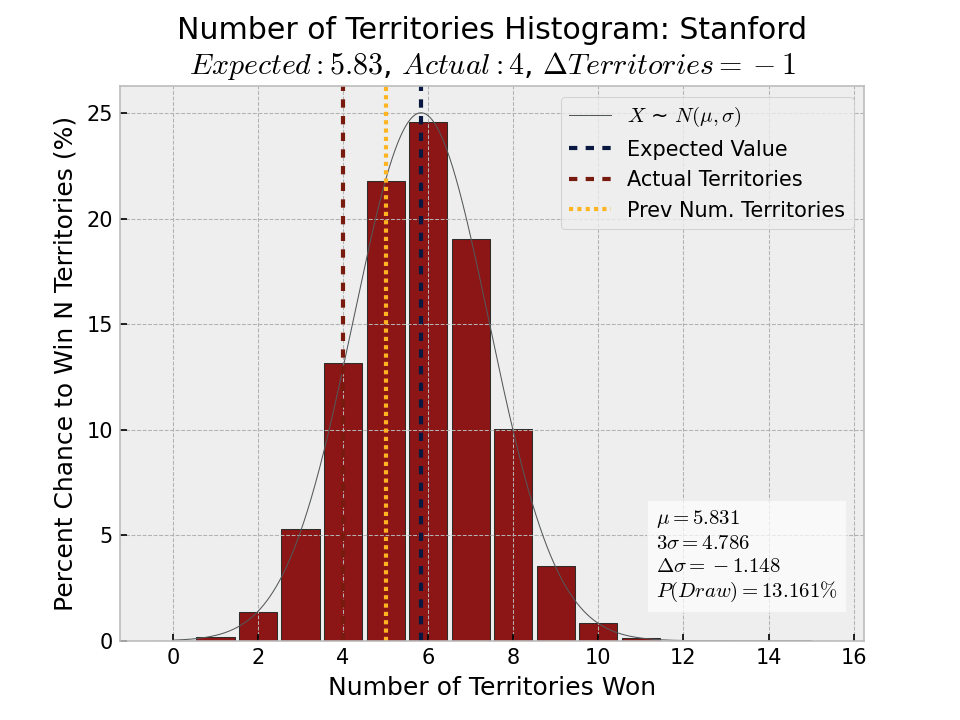 Number of Territories Histogram: Stanford
Expected : 5.83, Actual : 4, ΔTerritories = −1
Percent Chance to Win N Territories (%)
25
20
15
10
5
0
X ~ N(μ, σ)
Expected Value
Actual Territories
Prev Num. Territories
μ = 5.831
3σ = 4.786
Δσ = −1.148
P(Draw) = 13.161%
0 2 4 6 8 10 12 14 16
Number of Territories Won